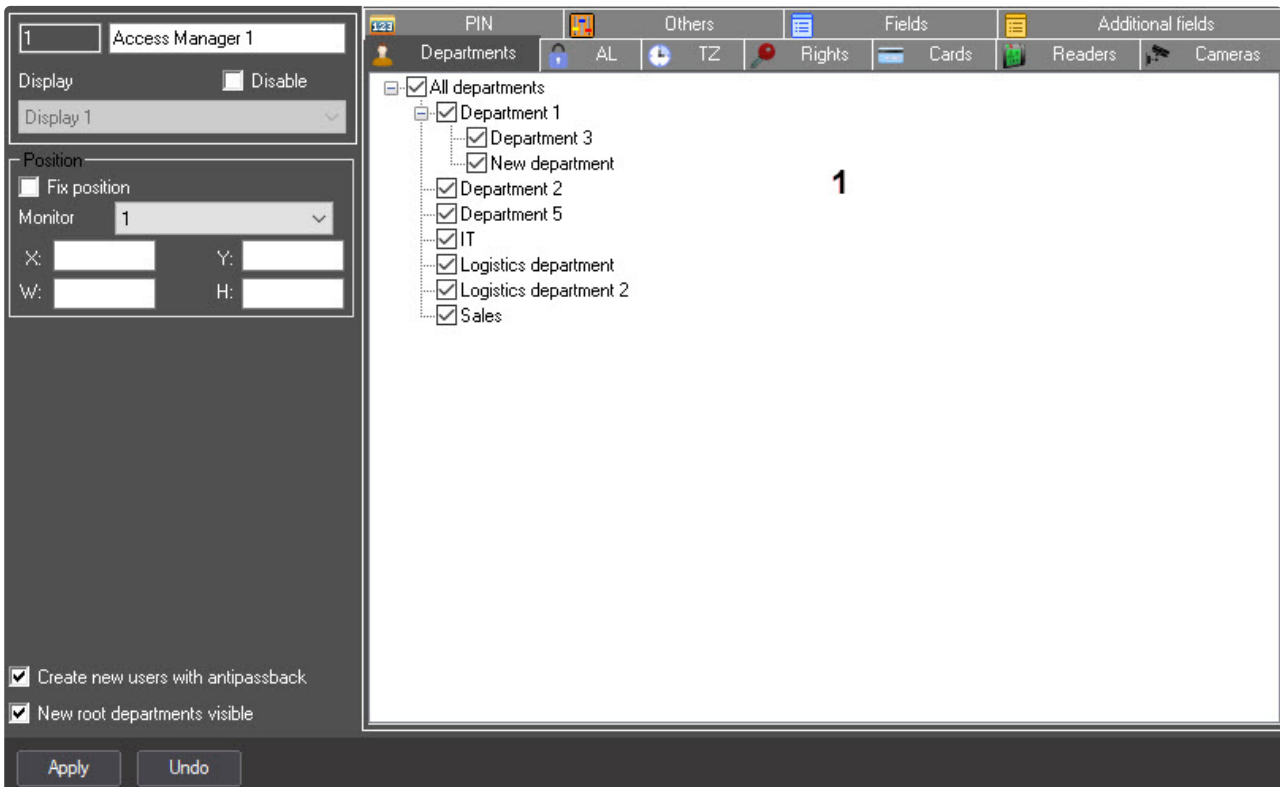 1
Access Manager 1
Display
Disable
Display 1
Position
Fix position
Monitor
1
X:
Y:
W:
H:
Create new users with antipassback
New root departments visible
Apply
Undo
123
PIN
Others
Fields
Additional fields
Departments
AL
TZ
Rights
Cards
Readers
Cameras
All departments
Department 1
Department 3
New department
Department 2
Department 5
IT
Logistics department
Logistics department 2
Sales
1